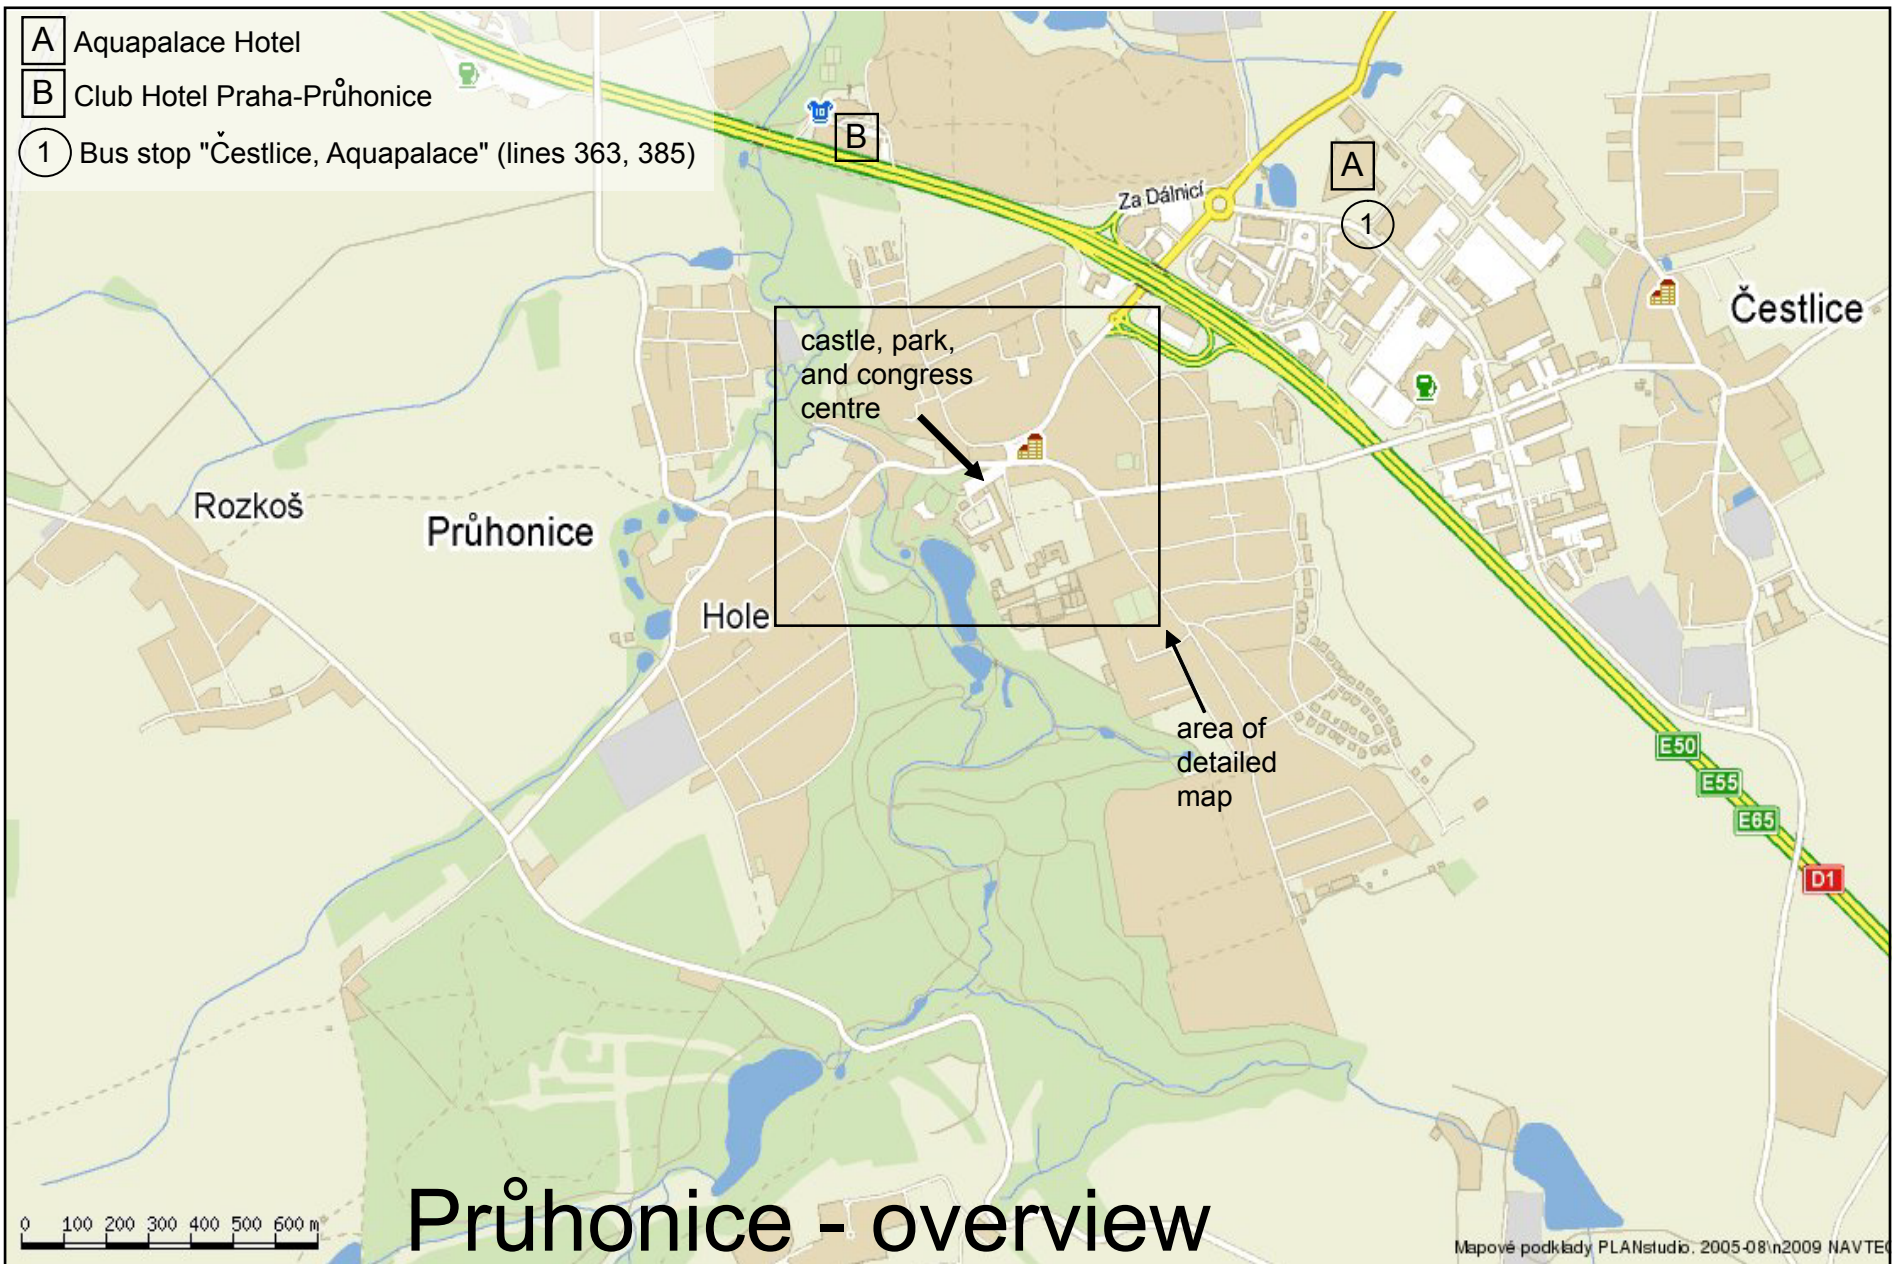 A Aquapalace Hotel
B Club Hotel Praha-Průhonice
1 Bus stop "Čestlice, Aquapalace" (lines 363, 385)
10
B
A
1
Za Dálnicí
Čestlice
castle, park,
and congress
centre
Rozkoš
Průhonice
Hole
area of
detailed
map
E50
E55
E65
D1
0 100 200 300 400 500 600 m
Průhonice - overview
Mapové podklady PLANstudio. 2005-08\n2009 NAVTEQ